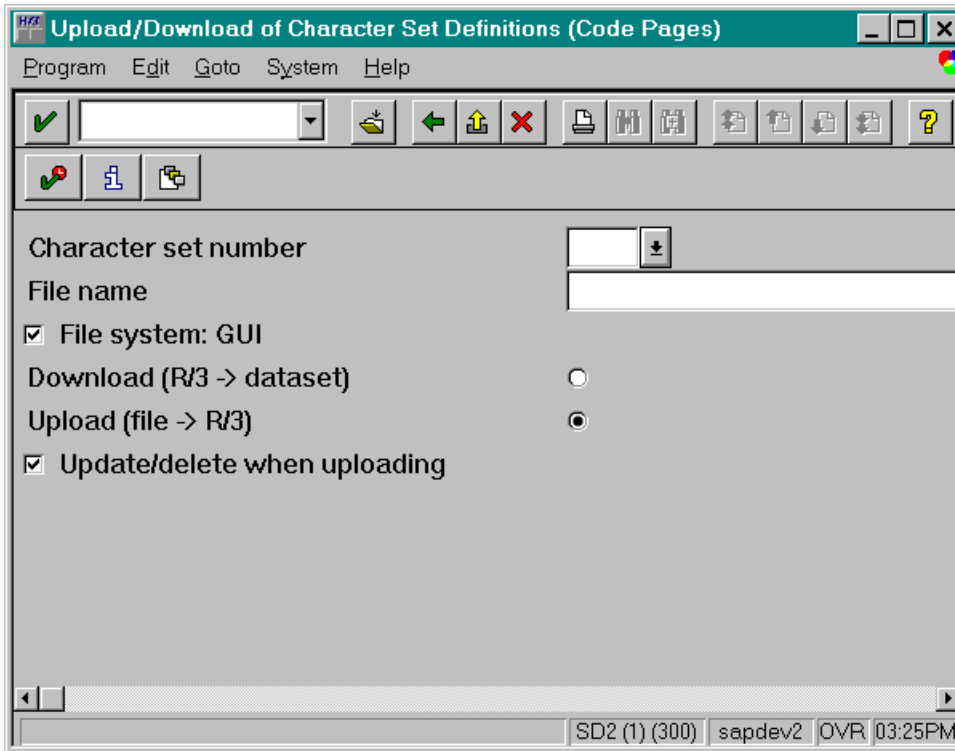 Upload/Download of Character Set Definitions (Code Pages)
Program Edit Goto System Help
Character set number
File name
File system: GUI
Download (R/3 -> dataset)
Upload (file -> R/3)
Update/delete when uploading
SD2 (1) (300) sapdev2 OVR 03:25PM